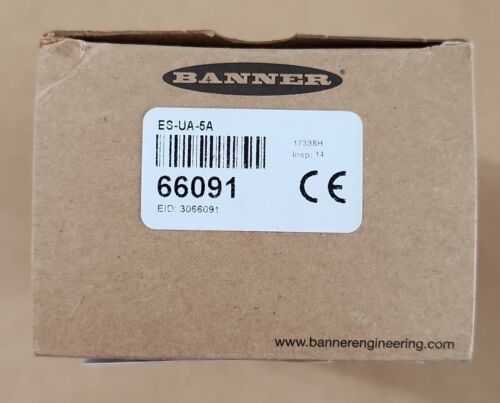 BANNER
ES-UA-5A
17338H
Insp: 14
66091
CE
EID: 3066091
www.bannerengineering.com